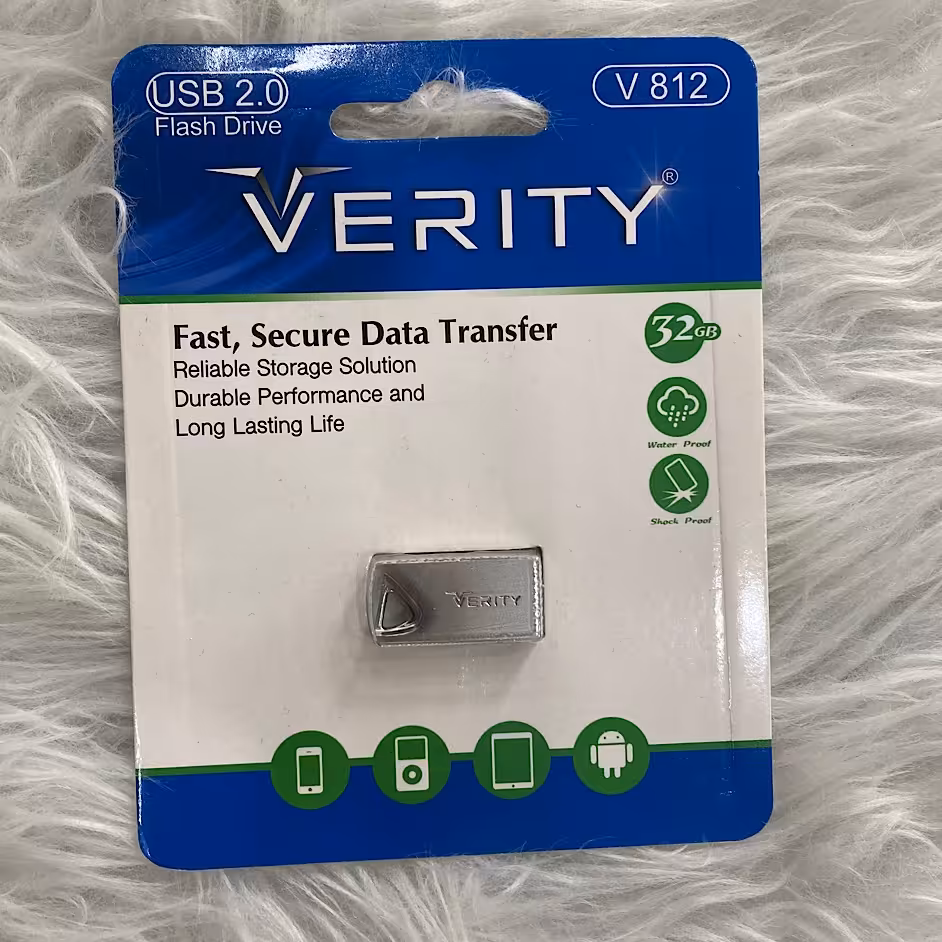 USB 2.0
Flash Drive
V 812
VERITY®
Fast, Secure Data Transfer
Reliable Storage Solution
Durable Performance and
Long Lasting Life
32GB
Water Proof
Shock Proof
VERITY